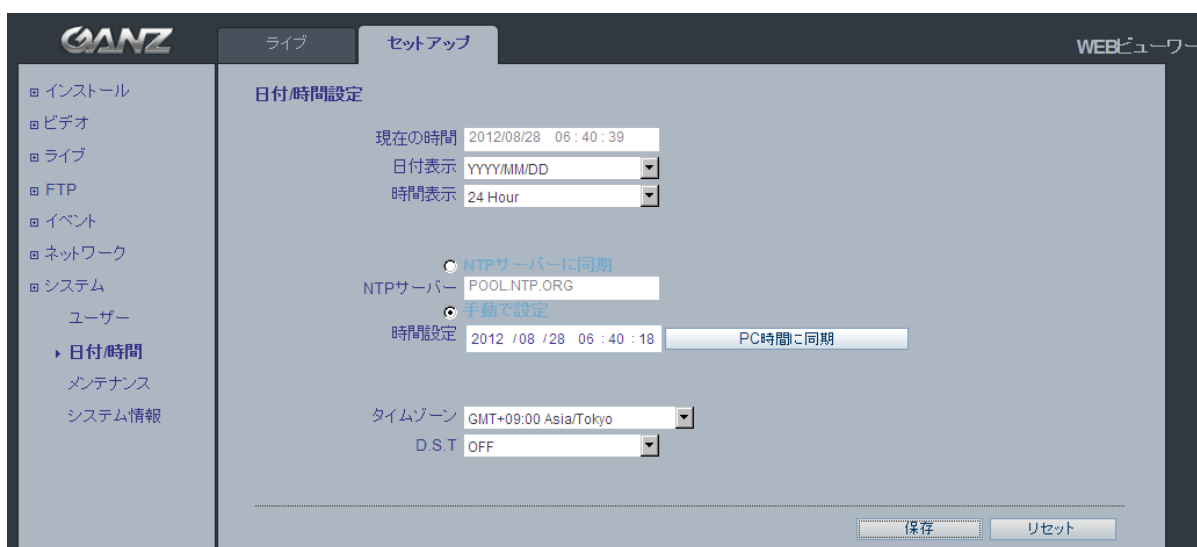 GANZ
ライブ
セットアップ
WEBビューワー
インストール
ビデオ
ライブ
FTP
イベント
ネットワーク
システム
ユーザー
日付/時間
メンテナンス
システム情報
日付/時間設定
現在の時間 2012/08/28 06 : 40 : 39
日付表示 YYYY/MM/DD
時間表示 24 Hour
NTPサーバーに同期
NTPサーバー POOL.NTP.ORG
手動で設定
時間設定 2012 /08 /28 06 : 40 : 18 PC時間に同期
タイムゾーン GMT+09:00 Asia/Tokyo
D.S.T OFF
保存 リセット